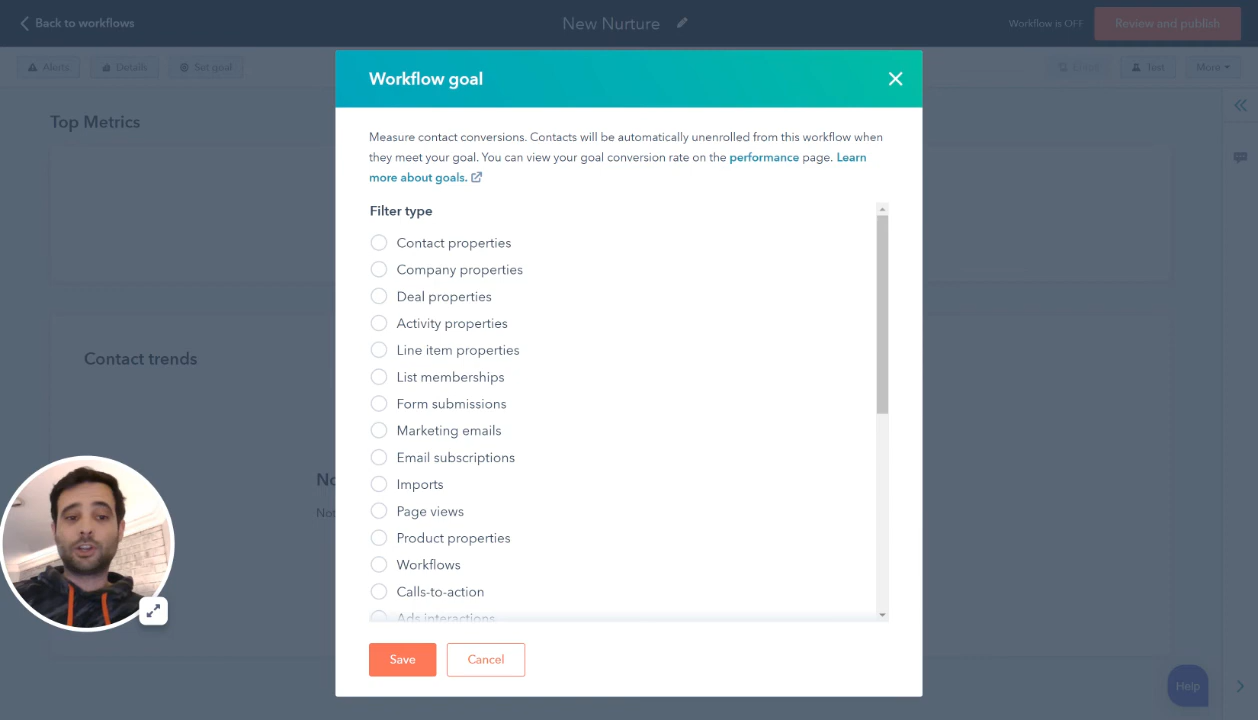 Back to workflows
New Nurture
Workflow is OFF
Review and publish
Alerts
Details
Set goal
Test
More
Workflow goal
Top Metrics
Measure contact conversions. Contacts will be automatically unenrolled from this workflow when
they meet your goal. You can view your goal conversion rate on the performance page. Learn
more about goals.
Filter type
Contact properties
Company properties
Deal properties
Activity properties
Line item properties
Contact trends
List memberships
Form submissions
Marketing emails
Email subscriptions
Imports
Page views
Product properties
Workflows
Calls-to-action
Ads interactions
Save
Cancel
Help